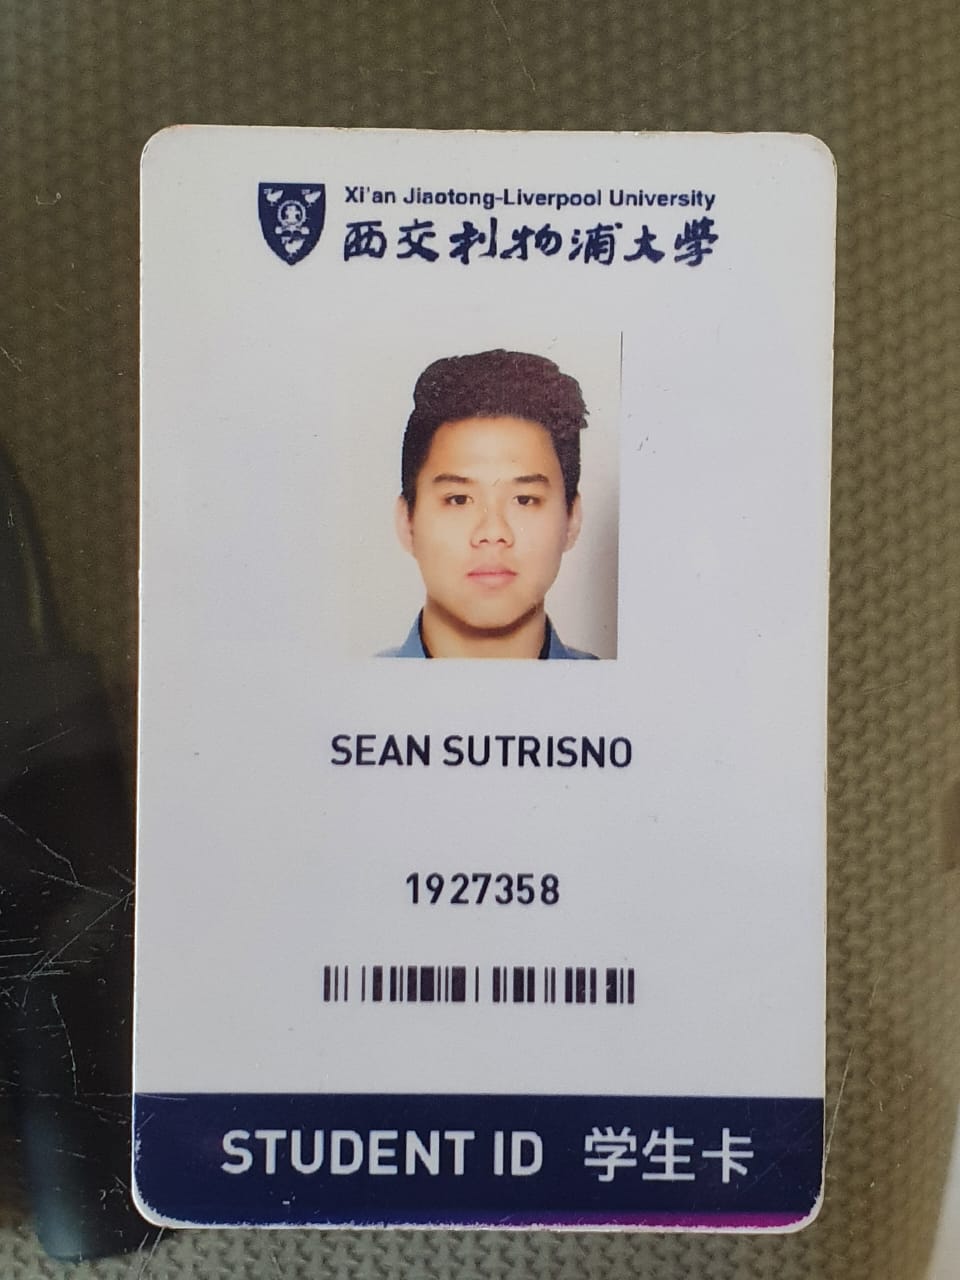 Xi'an Jiaotong-Liverpool University
西交利物浦大學
SEAN SUTRISNO
1927358
STUDENT ID 学生卡